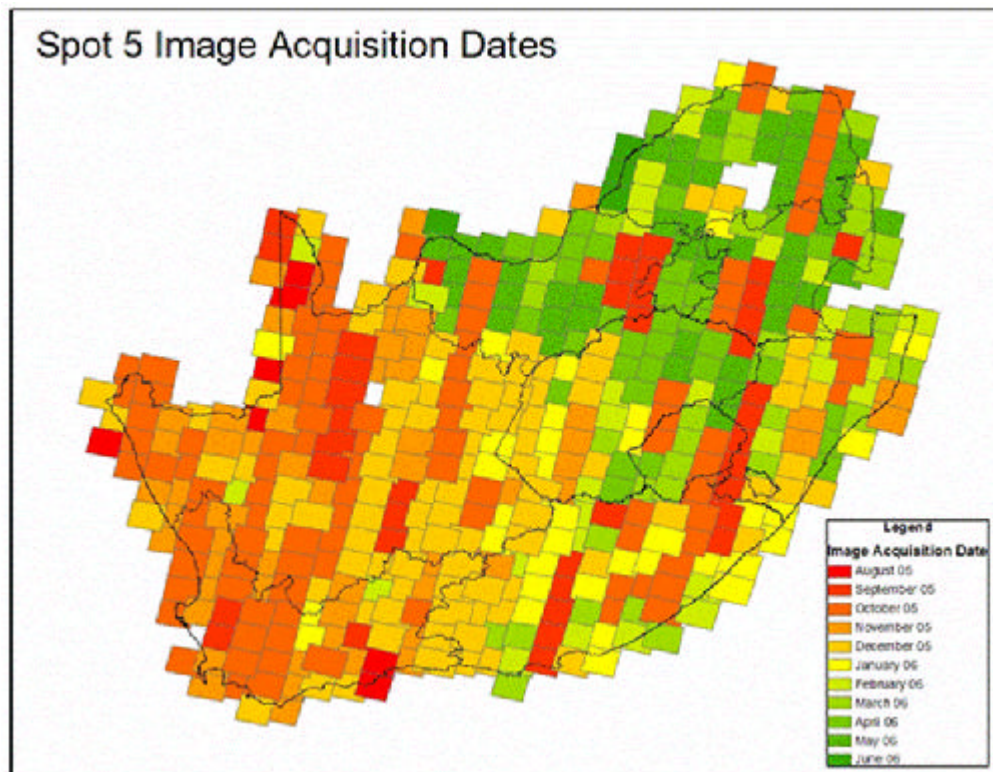 Spot 5 Image Acquisition Dates
Legend
Image Acquisition Date
August 05
September 05
October 05
November 05
December 05
January 06
February 06
March 06
April 06
May 06
June 06